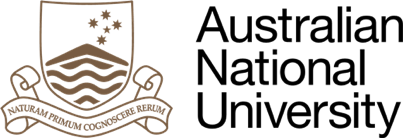 NATURAM PRIMUM COGNOSCERE RERUM
Australian
National
University